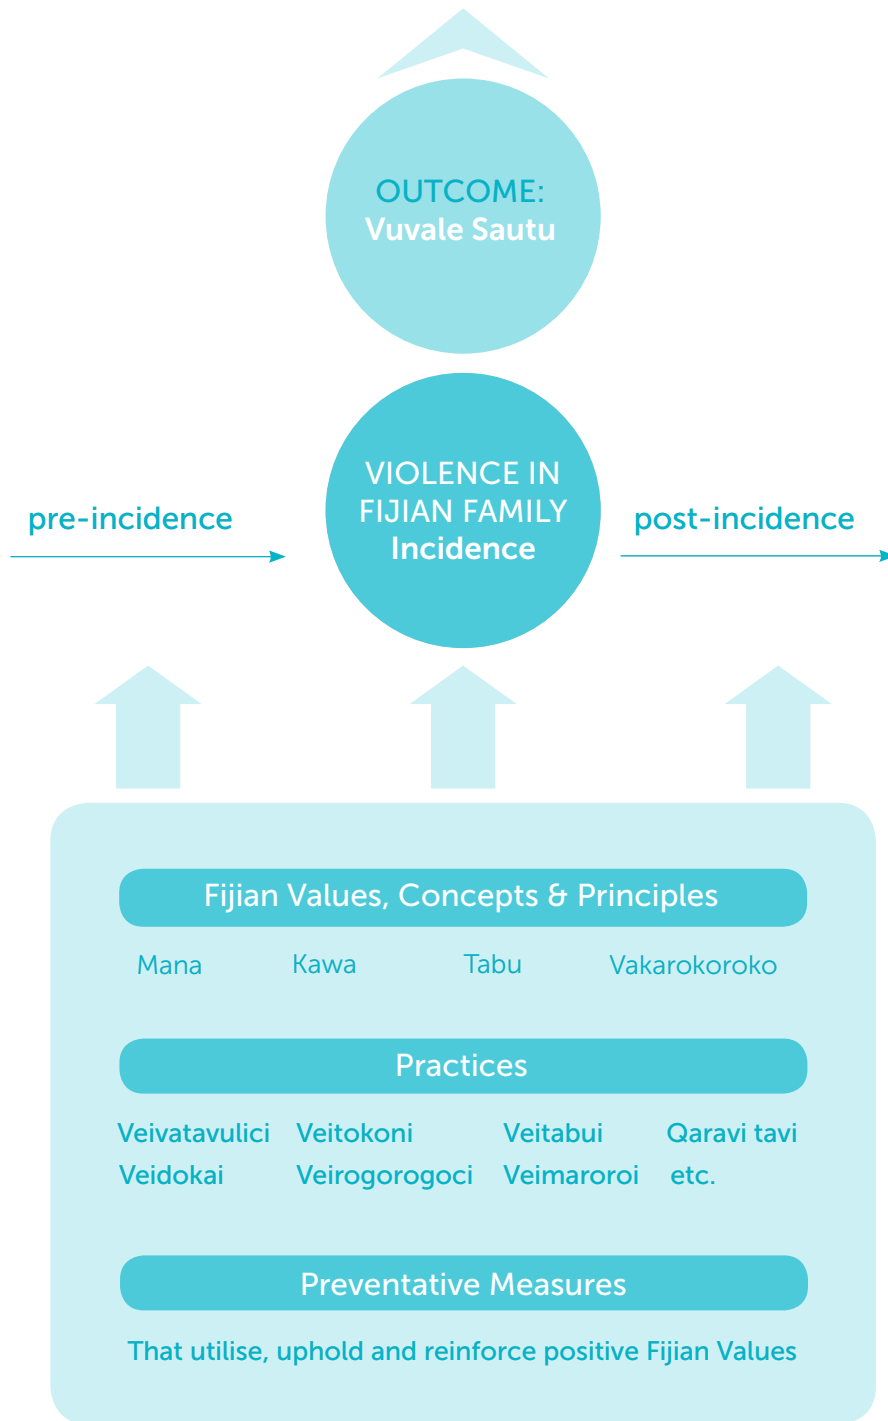 OUTCOME:
Vuvale Sautu
VIOLENCE IN
FIJIAN FAMILY
Incidence
pre-incidence
post-incidence
Fijian Values, Concepts & Principles
Mana Kawa Tabu Vakarokoroko
Practices
Veivatavulici Veitokoni Veitabui Qaravi tavi
Veidokai Veirogorogoci Veimaroroi etc.
Preventative Measures
That utilise, uphold and reinforce positive Fijian Values